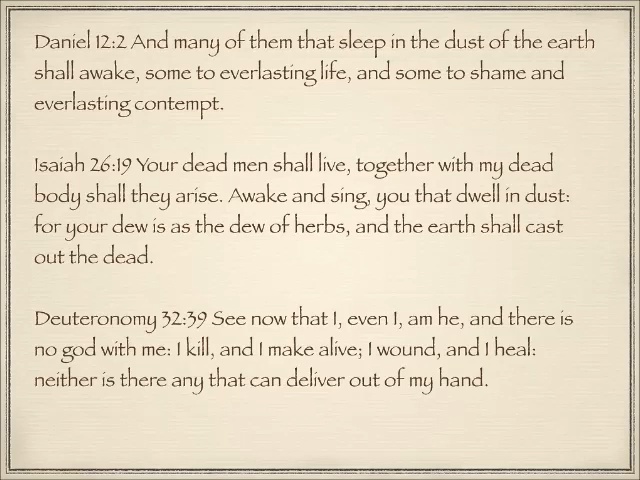 Daniel 12:2 And many of them that sleep in the dust of the earth
shall awake, some to everlasting life, and some to shame and
everlasting contempt.
Isaiah 26:19 Your dead men shall live, together with my dead
body shall they arise. Awake and sing, you that dwell in dust:
for your dew is as the dew of herbs, and the earth shall cast
out the dead.
Deuteronomy 32:39 See now that I, even I, am he, and there is
no god with me: I kill, and I make alive; I wound, and I heal:
neither is there any that can deliver out of my hand.